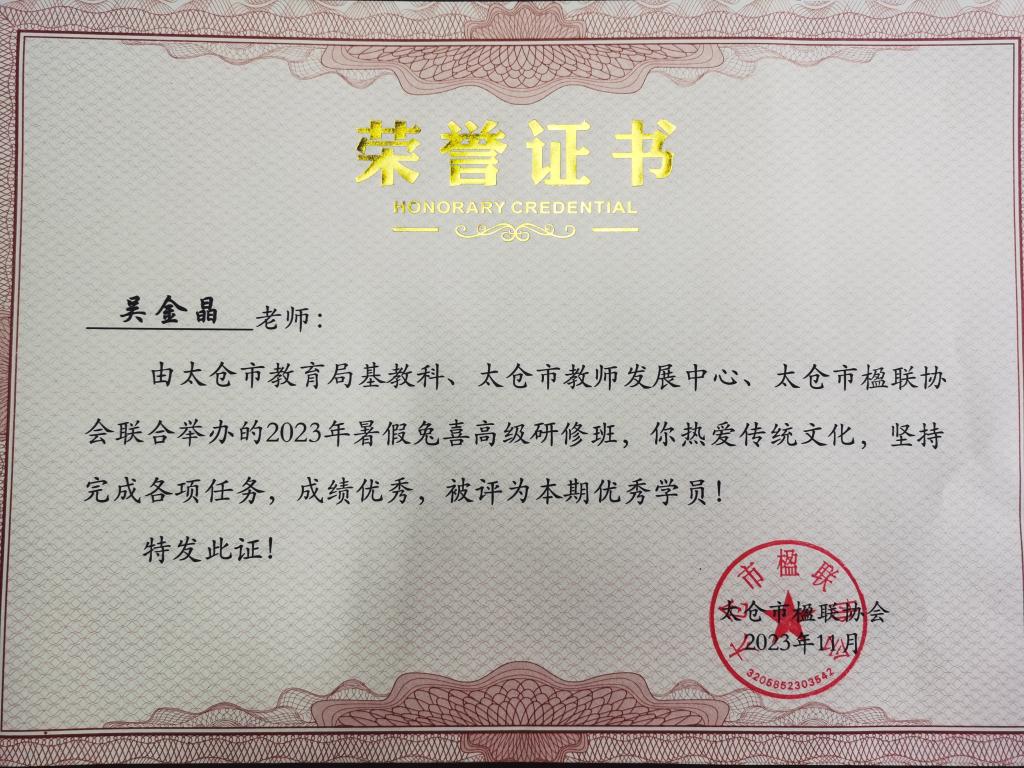 荣誉证书
HONORARY CREDENTIAL
吴金晶 老师：
由太仓市教育局基教科、太仓市教师发展中心、太仓市楹联协
会联合举办的2023年暑假兔喜高级研修班，你热爱传统文化，坚持
完成各项任务，成绩优秀，被评为本期优秀学员！
特发此证！
太仓市楹联协会
太仓市楹联协会
2023年11月
3205852303542